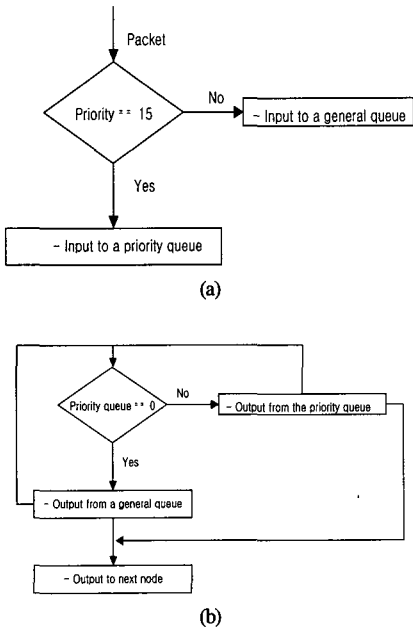 Packet
Priority == 15
No
- Input to a general queue
Yes
- Input to a priority queue
(a)
Priority queue == 0
No
- Output from the priority queue
Yes
- Output from a general queue
- Output to next node
(b)